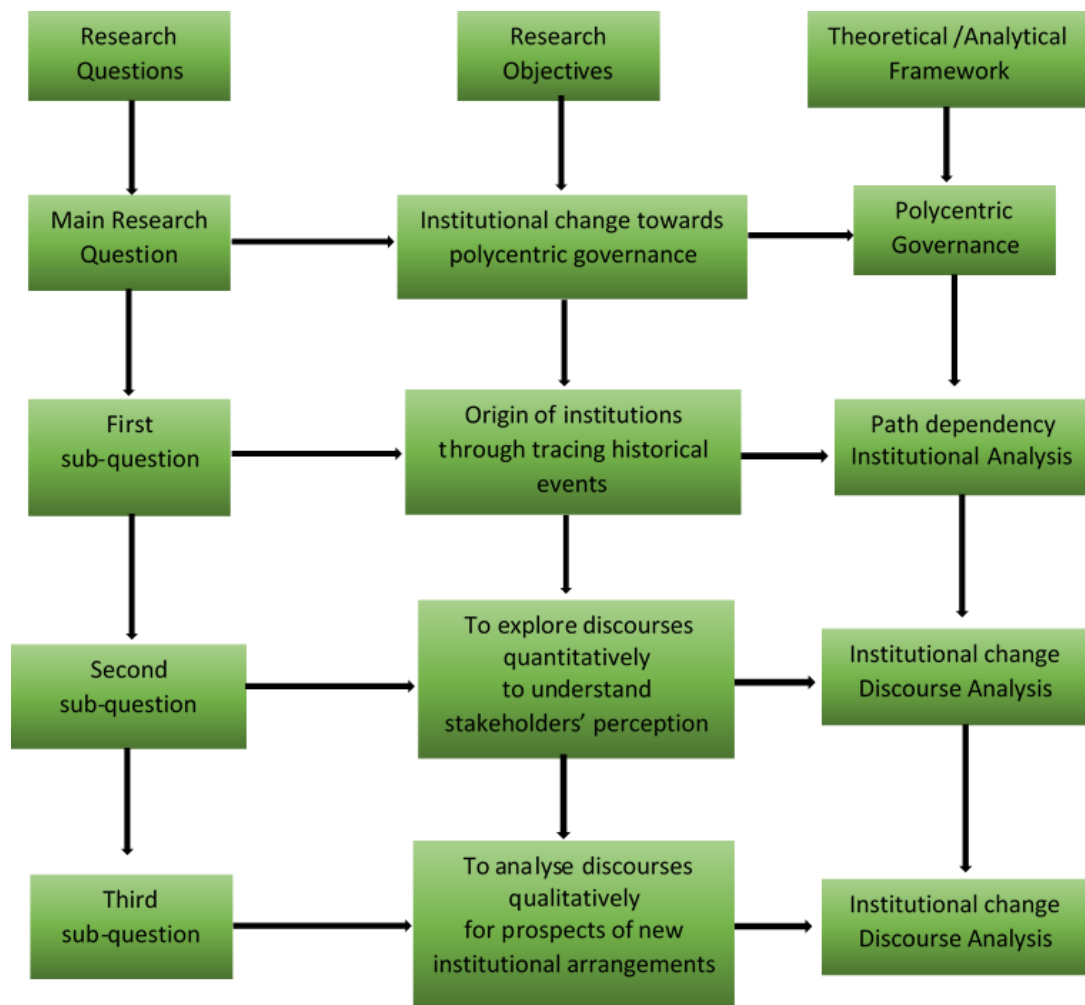 Research
Questions
Research
Objectives
Theoretical /Analytical
Framework
Main Research
Question
Institutional change towards
polycentric governance
Polycentric
Governance
First
sub-question
Origin of institutions
through tracing historical
events
Path dependency
Institutional Analysis
Second
sub-question
To explore discourses
quantitatively
to understand
stakeholders’ perception
Institutional change
Discourse Analysis
Third
sub-question
To analyse discourses
qualitatively
for prospects of new
institutional arrangements
Institutional change
Discourse Analysis